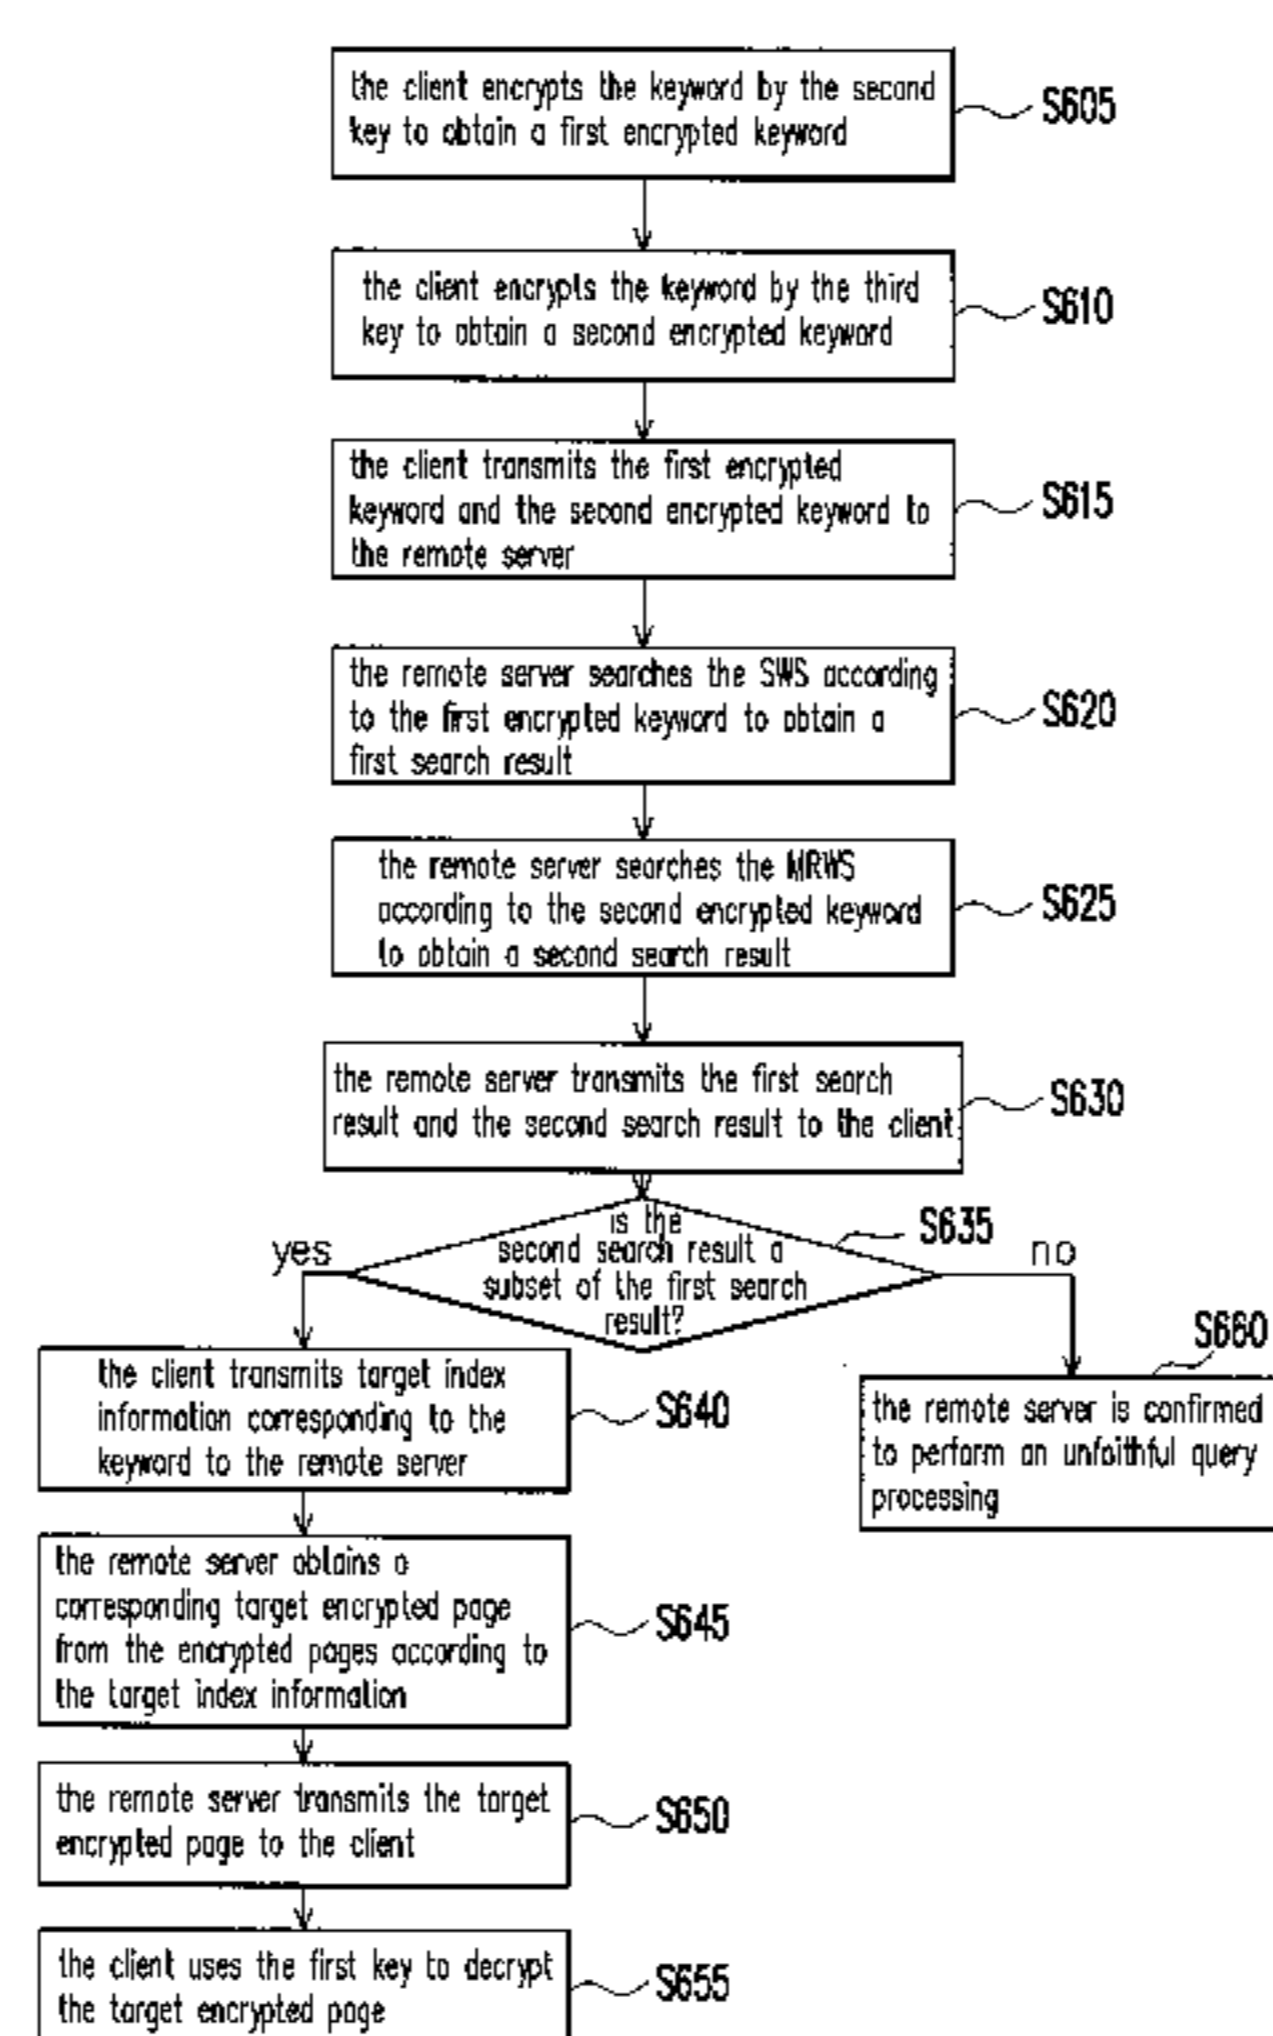 the client encrypts the keyword by the second
key to obtain a first encrypted keyword
S605
the client encrypts the keyword by the third
key to obtain a second encrypted keyword
S610
the client transmits the first encrypted
keyword and the second encrypted keyword to
the remote server
S615
the remote server searches the SWS according
to the first encrypted keyword to obtain a
first search result
S620
the remote server searches the MRWS
according to the second encrypted keyword
to obtain a second search result
S625
the remote server transmits the first search
result and the second search result to the client
S630
is the
second search result a
subset of the first search
result?
S635
yes
no
the client transmits target index
information corresponding to the
keyword to the remote server
S640
S660
the remote server is confirmed
to perform an unfaithful query
processing
the remote server obtains a
corresponding target encrypted page
from the encrypted pages according to
the target index information
S645
the remote server transmits the target
encrypted page to the client
S650
the client uses the first key to decrypt
the target encrypted page
S655